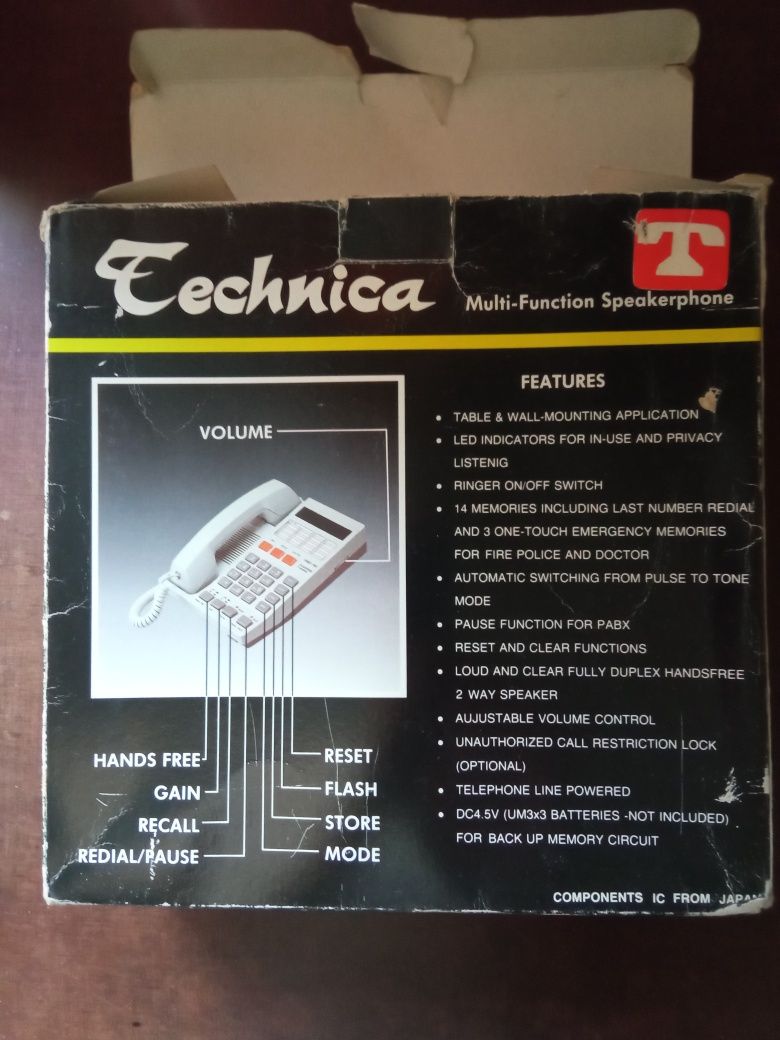 Technica
T
Multi-Function Speakerphone
VOLUME
HANDS FREE
GAIN
RECALL
REDIAL/PAUSE
RESET
FLASH
STORE
MODE
FEATURES
• TABLE & WALL-MOUNTING APPLICATION
• LED INDICATORS FOR IN-USE AND PRIVACY
LISTENIG
• RINGER ON/OFF SWITCH
• 14 MEMORIES INCLUDING LAST NUMBER REDIAL
AND 3 ONE-TOUCH EMERGENCY MEMORIES
FOR FIRE POLICE AND DOCTOR
• AUTOMATIC SWITCHING FROM PULSE TO TONE
MODE
• PAUSE FUNCTION FOR PABX
• RESET AND CLEAR FUNCTIONS
• LOUD AND CLEAR FULLY DUPLEX HANDSFREE
2 WAY SPEAKER
• AUJUSTABLE VOLUME CONTROL
• UNAUTHORIZED CALL RESTRICTION LOCK
(OPTIONAL)
• TELEPHONE LINE POWERED
• DC4.5V (UM3x3 BATTERIES -NOT INCLUDED)
FOR BACK UP MEMORY CIRCUIT
COMPONENTS IC FROM JAPAN